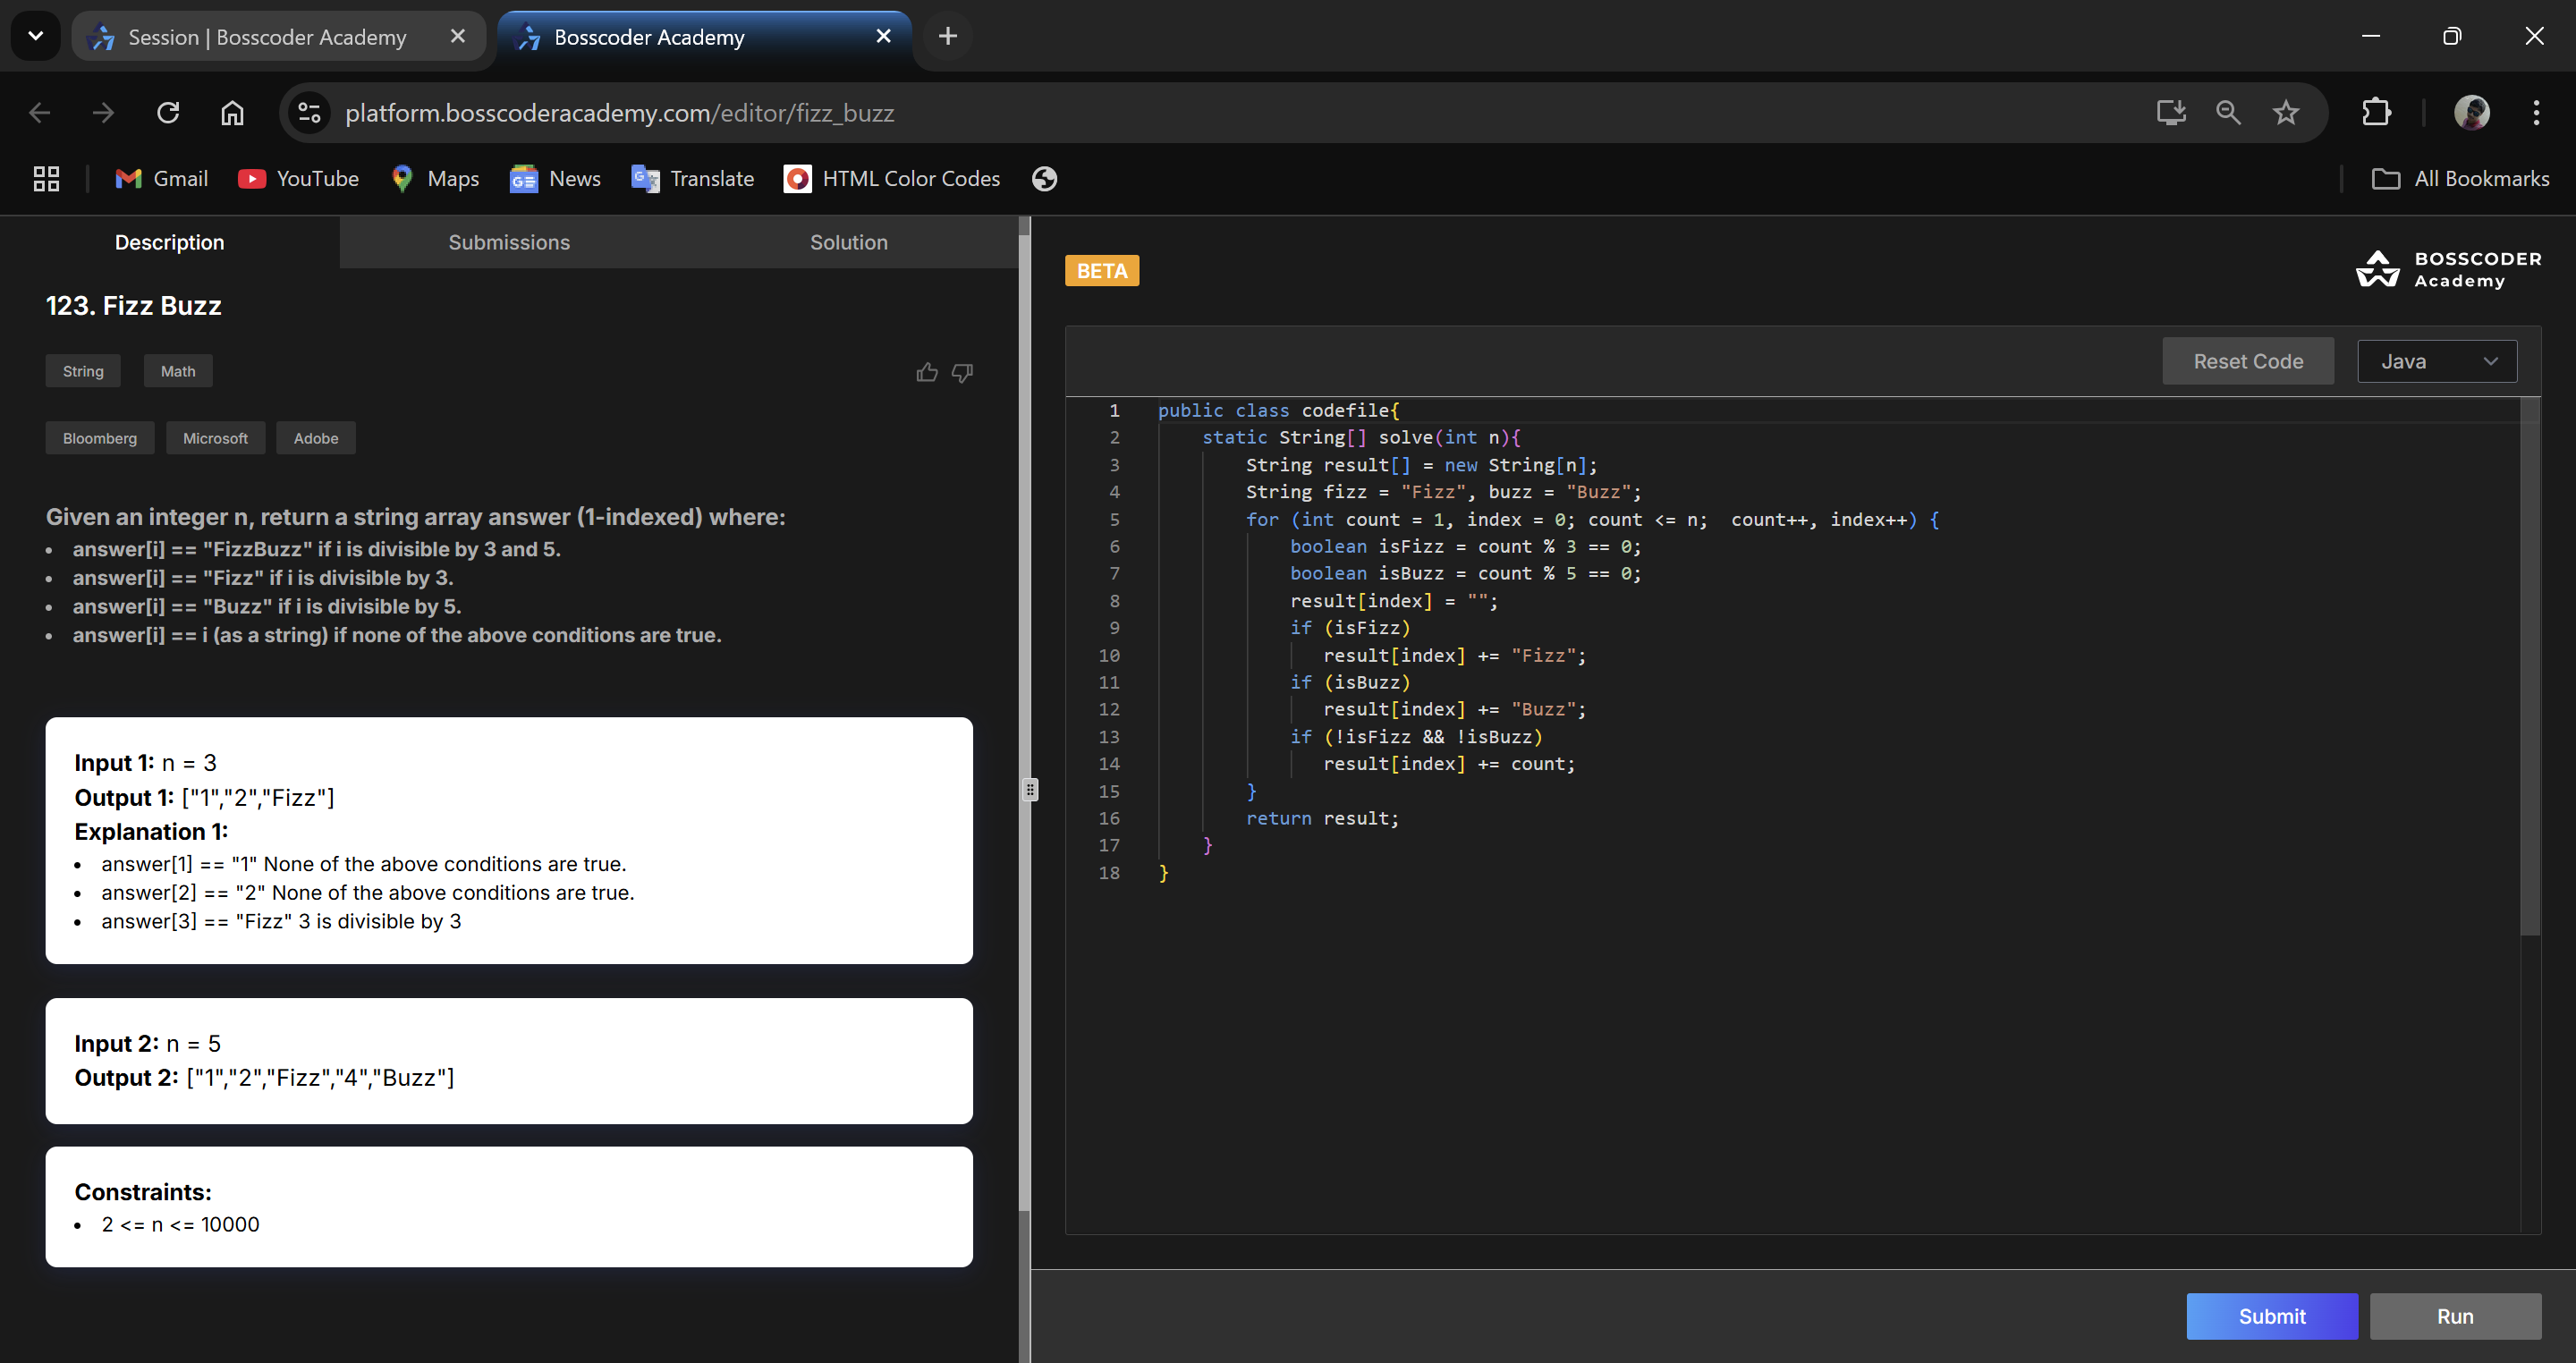 Session | Bosscoder Academy
Bosscoder Academy
platform.bosscoderacademy.com/editor/fizz_buzz
Gmail
YouTube
Maps
News
Translate
HTML Color Codes
All Bookmarks
Description
Submissions
Solution
123. Fizz Buzz
String
Math
Bloomberg
Microsoft
Adobe
Given an integer n, return a string array answer (1-indexed) where:
• answer[i] == "FizzBuzz" if i is divisible by 3 and 5.
• answer[i] == "Fizz" if i is divisible by 3.
• answer[i] == "Buzz" if i is divisible by 5.
• answer[i] == i (as a string) if none of the above conditions are true.
Input 1: n = 3
Output 1: ["1","2","Fizz"]
Explanation 1:
• answer[1] == "1" None of the above conditions are true.
• answer[2] == "2" None of the above conditions are true.
• answer[3] == "Fizz" 3 is divisible by 3
Input 2: n = 5
Output 2: ["1","2","Fizz","4","Buzz"]
Constraints:
• 2 <= n <= 10000
BETA
BOSSCODER
Academy
Reset Code
Java
1 public class codefile{
2     static String[] solve(int n){
3         String result[] = new String[n];
4         String fizz = "Fizz", buzz = "Buzz";
5         for (int count = 1, index = 0; count <= n;  count++, index++) {
6             boolean isFizz = count % 3 == 0;
7             boolean isBuzz = count % 5 == 0;
8             result[index] = "";
9             if (isFizz)
10                result[index] += "Fizz";
11            if (isBuzz)
12                result[index] += "Buzz";
13            if (!isFizz && !isBuzz)
14                result[index] += count;
15        }
16        return result;
17    }
18 }
Submit
Run